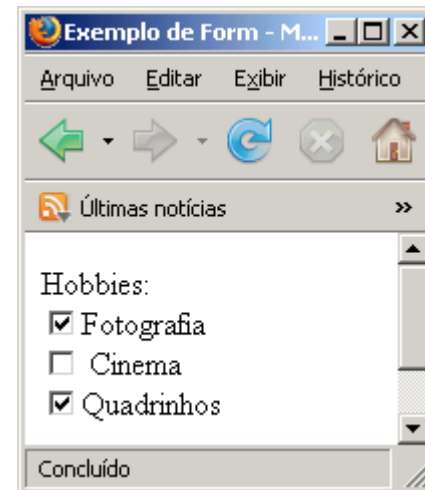 Exemplo de Form - M...
Arquivo Editar Exibir Histórico
Últimas notícias »
Hobbies:
Fotografia
Cinema
Quadrinhos
Concluído